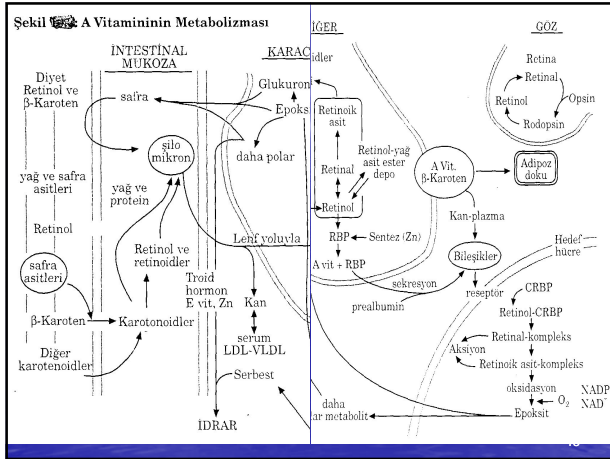 Şekil : A Vitamininin Metabolizması
İNTESTİNAL
MUKOZA
KARAC
İĞER
GÖZ
Diyet
Retinol ve
β-Karoten
safra
Glukuron
idler
Epoks
daha polar
şilo
mikron
yağ ve safra
asitleri
yağ ve
protein
Retinol
Retinol ve
retinoidler
safra
asitleri
β-Karoten
Karotenoidler
Diğer
karotenoidler
Troid
hormon
E vit, Zn
Lenf yoluyla
Kan
serum
LDL-VLDL
Serbest
İDRAR
Retinoik
asit
Retinal
Retinol
Retinol-yağ
asit ester
depo
RBP
Sentez (Zn)
A vit + RBP
sekresyon
prealbumin
A Vit.
β-Karoten
Adipoz
doku
Kan-plazma
Bileşikler
reseptör
Retina
Retinal
Retinol
Opsin
Rodopsin
Hedef
hücre
CRBP
Retinol-CRBP
Retinal-kompleks
Aksiyon
Retinoik asit-kompleks
oksidasyon
O2
NADP
NAD+
Epoksit
daha
ar metabolit